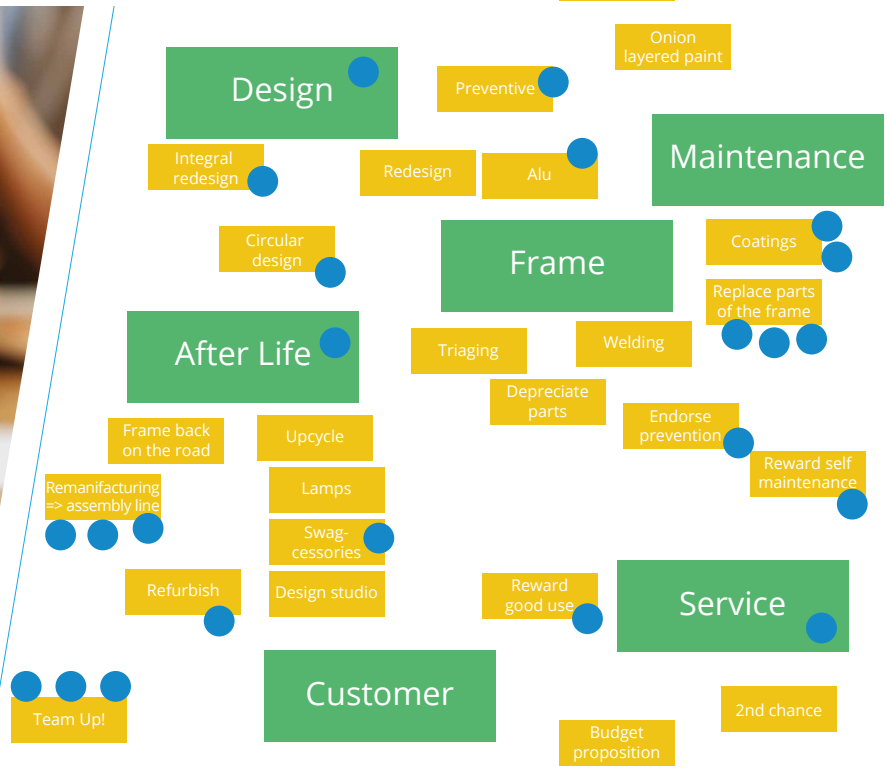 Onion
layered paint
Design
Preventive
Maintenance
Integral
redesign
Redesign
Alu
Circular
design
Frame
Coatings
Replace parts
of the frame
After Life
Triaging
Welding
Depreciate
parts
Endorse
prevention
Frame back
on the road
Upcycle
Reward self
maintenance
Remanifacturing
=> assembly line
Lamps
Swag-
cessories
Refurbish
Design studio
Reward
good use
Service
Customer
Team Up!
2nd chance
Budget
proposition